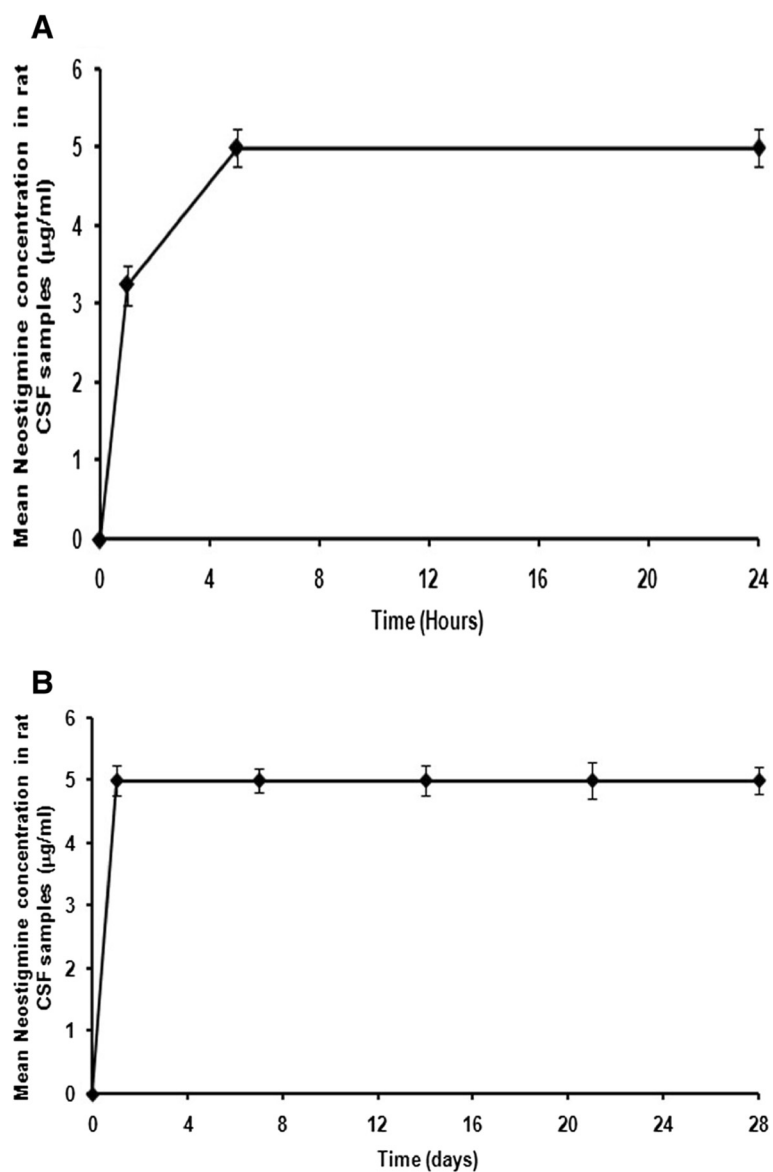 A
Mean Neostigmine concentration in rat
CSF samples (µg/ml)
6
5
4
3
2
1
0
0 4 8 12 16 20 24
Time (Hours)
B
Mean Neostigmine concentration in rat
CSF samples (µg/ml)
6
5
4
3
2
1
0
0 4 8 12 16 20 24 28
Time (days)